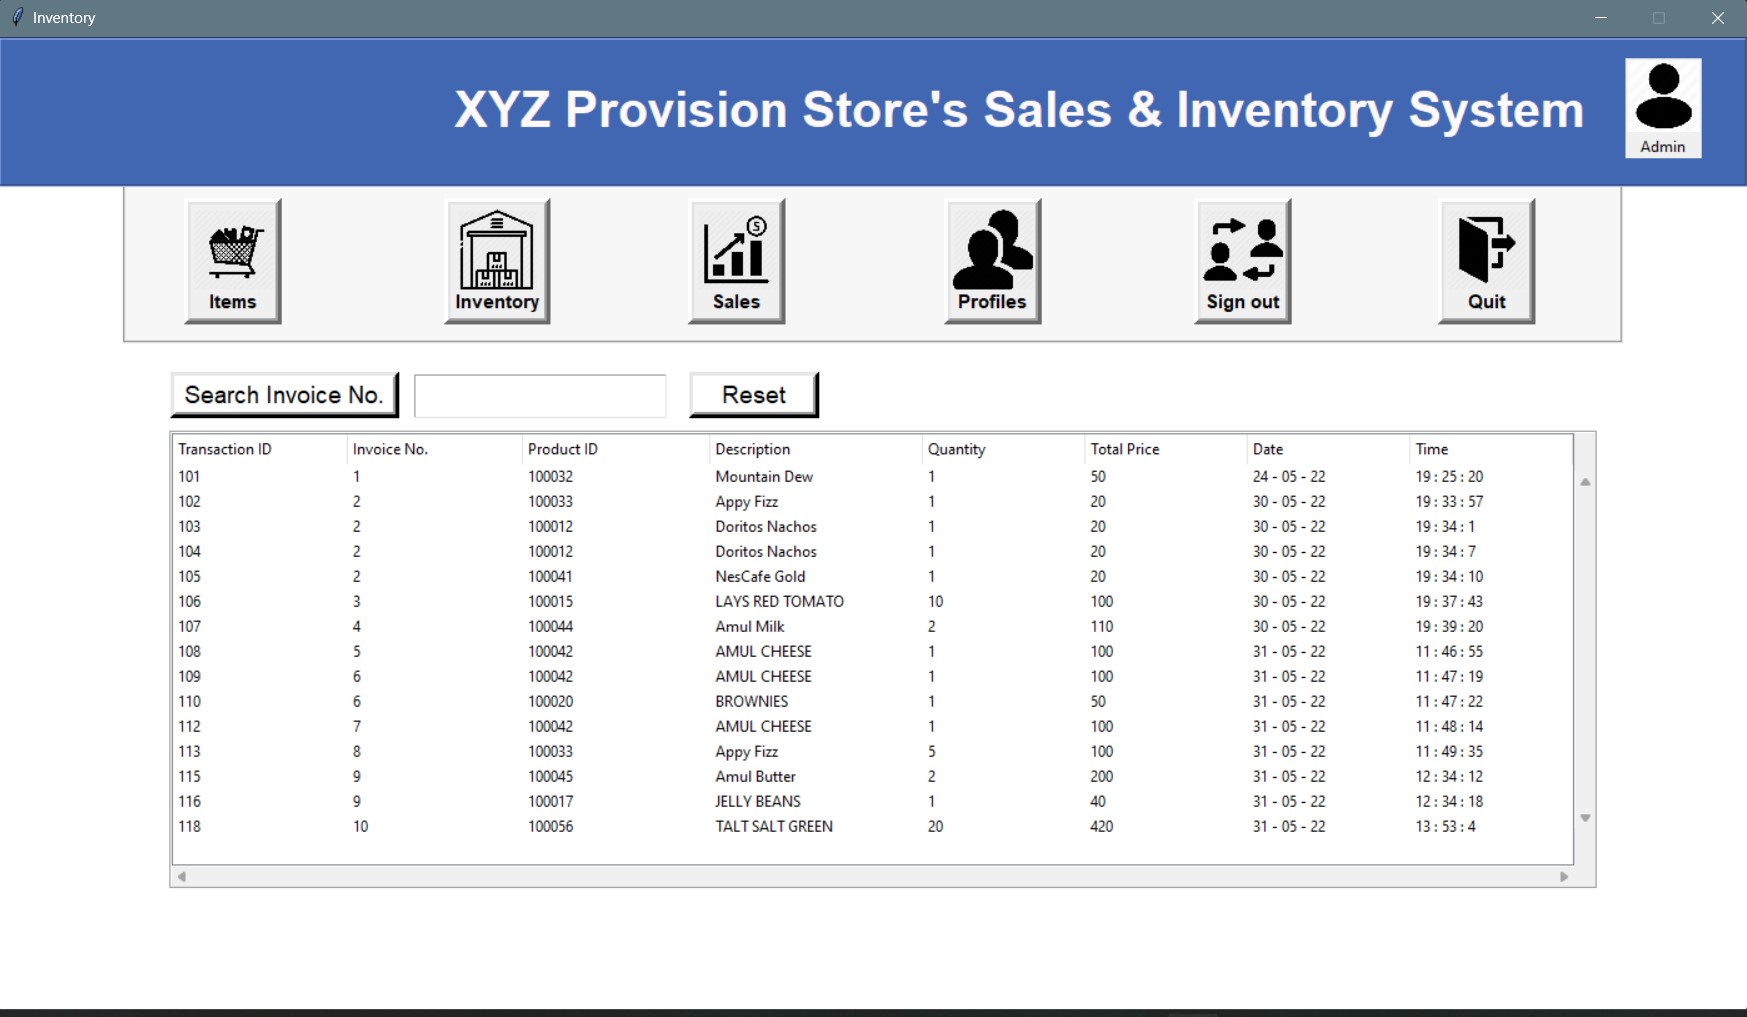 Inventory
XYZ Provision Store's Sales & Inventory System
Admin
Items Inventory Sales Profiles Sign out Quit
Search Invoice No. Reset
Transaction ID Invoice No. Product ID Description Quantity Total Price Date Time
101 1 100032 Mountain Dew 1 50 24 - 05 - 22 19 : 25 : 20
102 2 100033 Appy Fizz 1 20 30 - 05 - 22 19 : 33 : 57
103 2 100012 Doritos Nachos 1 20 30 - 05 - 22 19 : 34 : 1
104 2 100012 Doritos Nachos 1 20 30 - 05 - 22 19 : 34 : 7
105 2 100041 NesCafe Gold 1 20 30 - 05 - 22 19 : 34 : 10
106 3 100015 LAYS RED TOMATO 10 100 30 - 05 - 22 19 : 37 : 43
107 4 100044 Amul Milk 2 110 30 - 05 - 22 19 : 39 : 20
108 5 100042 AMUL CHEESE 1 100 31 - 05 - 22 11 : 46 : 55
109 6 100042 AMUL CHEESE 1 100 31 - 05 - 22 11 : 47 : 19
110 6 100020 BROWNIES 1 50 31 - 05 - 22 11 : 47 : 22
112 7 100042 AMUL CHEESE 1 100 31 - 05 - 22 11 : 48 : 14
113 8 100033 Appy Fizz 5 100 31 - 05 - 22 11 : 49 : 35
115 9 100045 Amul Butter 2 200 31 - 05 - 22 12 : 34 : 12
116 9 100017 JELLY BEANS 1 40 31 - 05 - 22 12 : 34 : 18
118 10 100056 TALT SALT GREEN 20 420 31 - 05 - 22 13 : 53 : 4